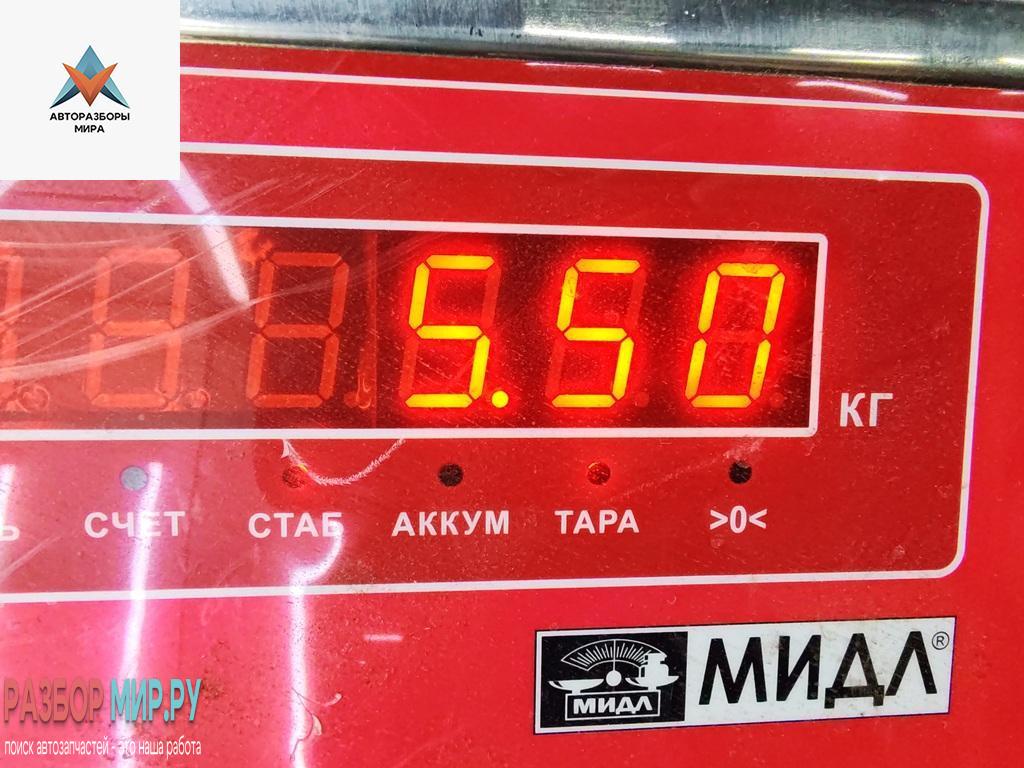 АВТОРАЗБОРЫ
МИРА
5.50
КГ
СЧЕТ СТАБ АККУМ ТАРА >0<
МИДЛ МИДЛ®
РАЗБОР МИР.РУ
поиск автозапчастей - это наша работа